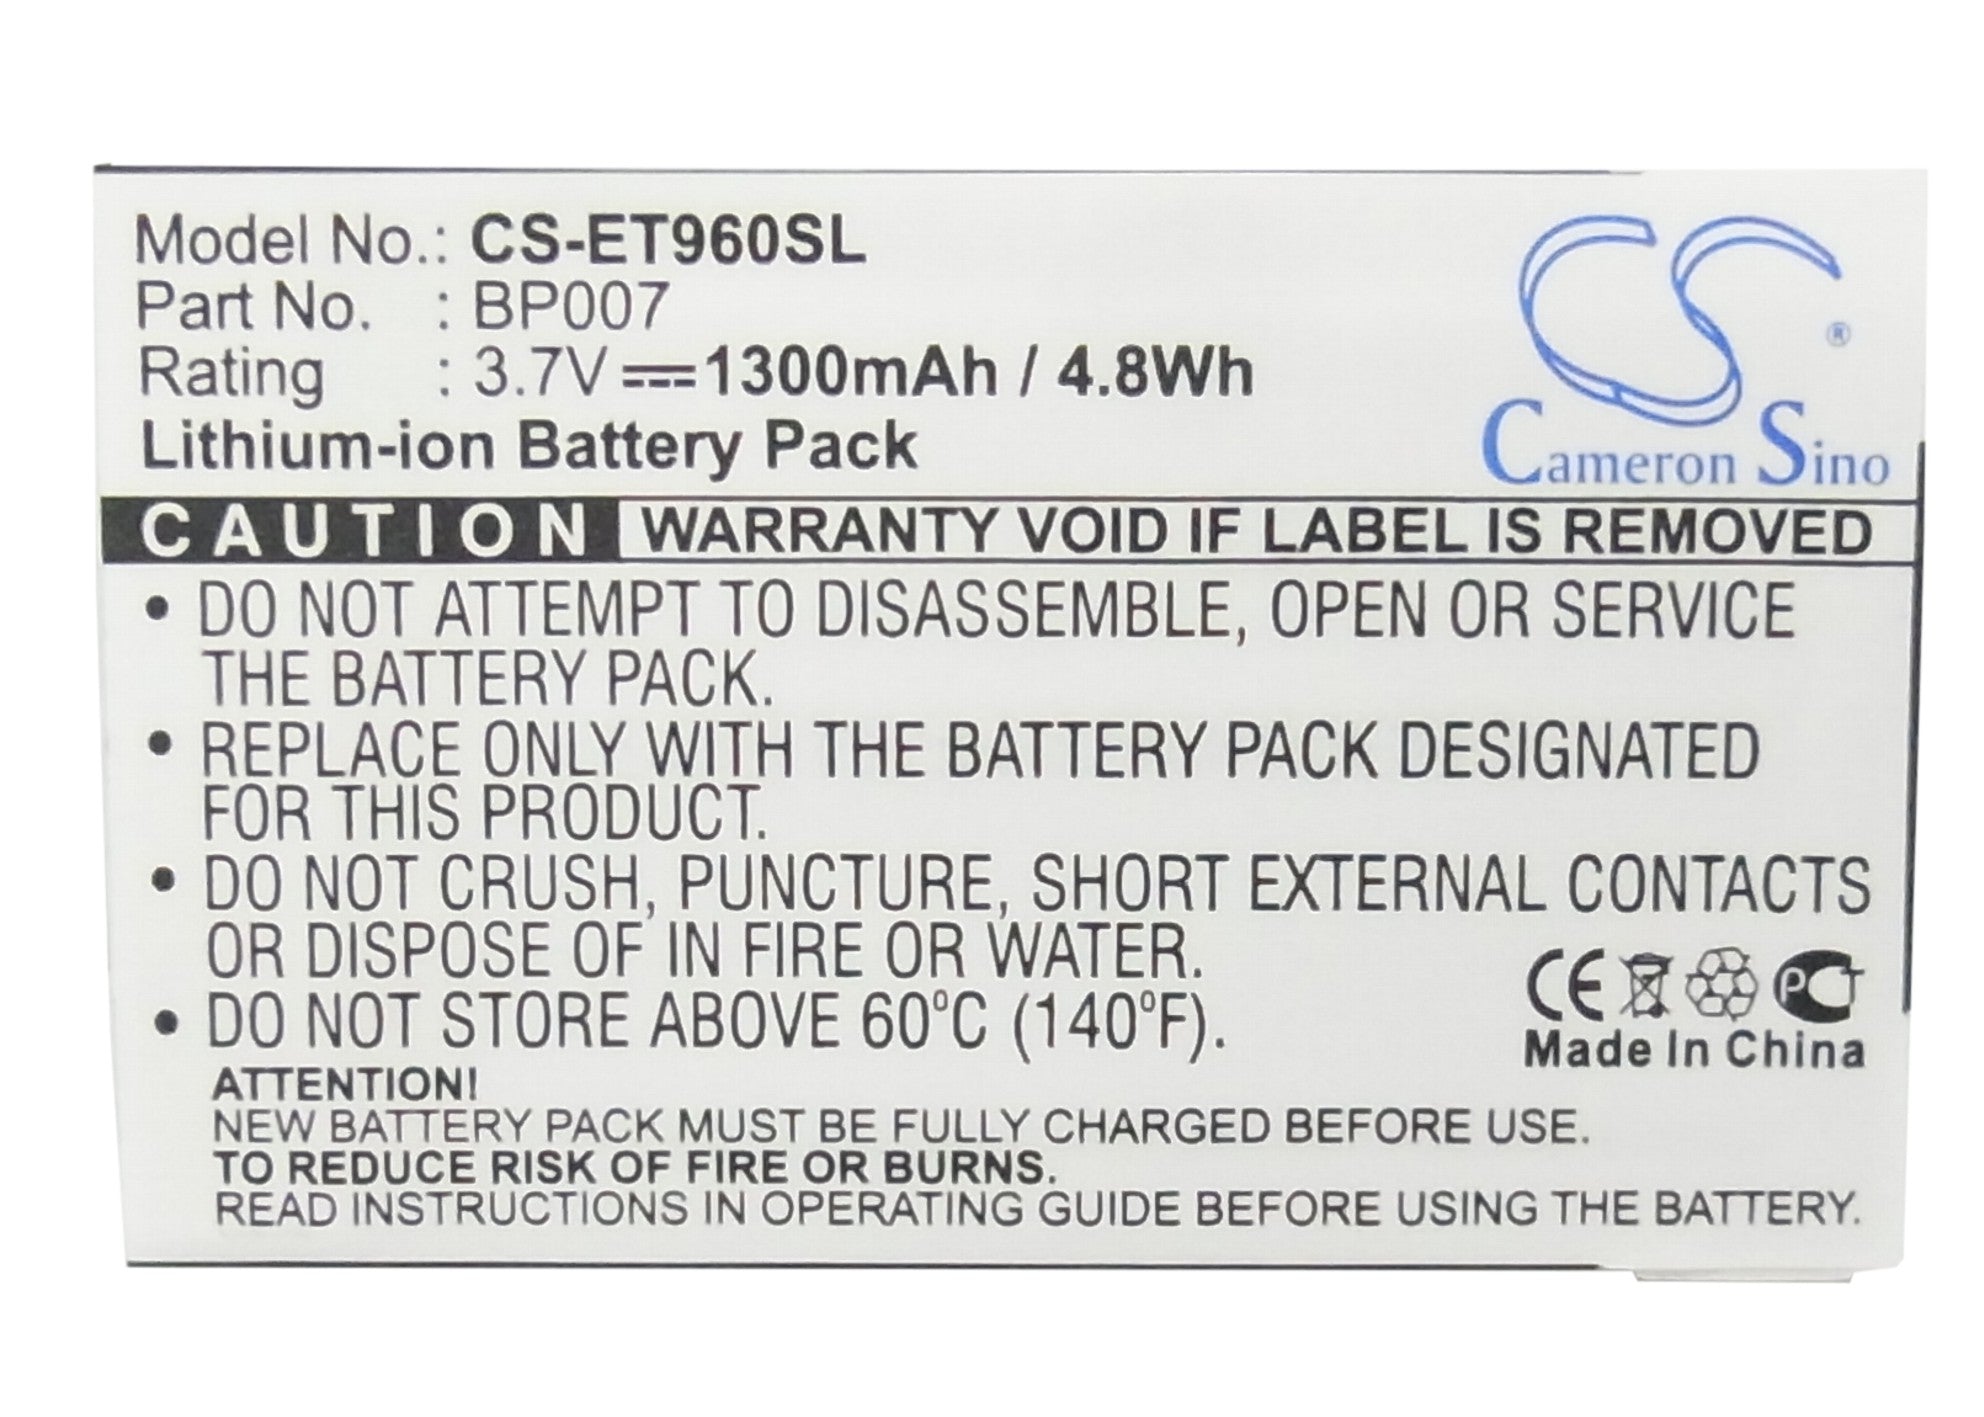 Model No.: CS-ET960SL
Part No. : BP007
Rating : 3.7V ⎓ 1300mAh / 4.8Wh
Lithium-ion Battery Pack
CS ®
Cameron Sino
CAUTION WARRANTY VOID IF LABEL IS REMOVED
• DO NOT ATTEMPT TO DISASSEMBLE, OPEN OR SERVICE
THE BATTERY PACK.
• REPLACE ONLY WITH THE BATTERY PACK DESIGNATED
FOR THIS PRODUCT.
• DO NOT CRUSH, PUNCTURE, SHORT EXTERNAL CONTACTS
OR DISPOSE OF IN FIRE OR WATER.
• DO NOT STORE ABOVE 60°C (140°F).
CE PCT
Made In China
ATTENTION!
NEW BATTERY PACK MUST BE FULLY CHARGED BEFORE USE.
TO REDUCE RISK OF FIRE OR BURNS.
READ INSTRUCTIONS IN OPERATING GUIDE BEFORE USING THE BATTERY.